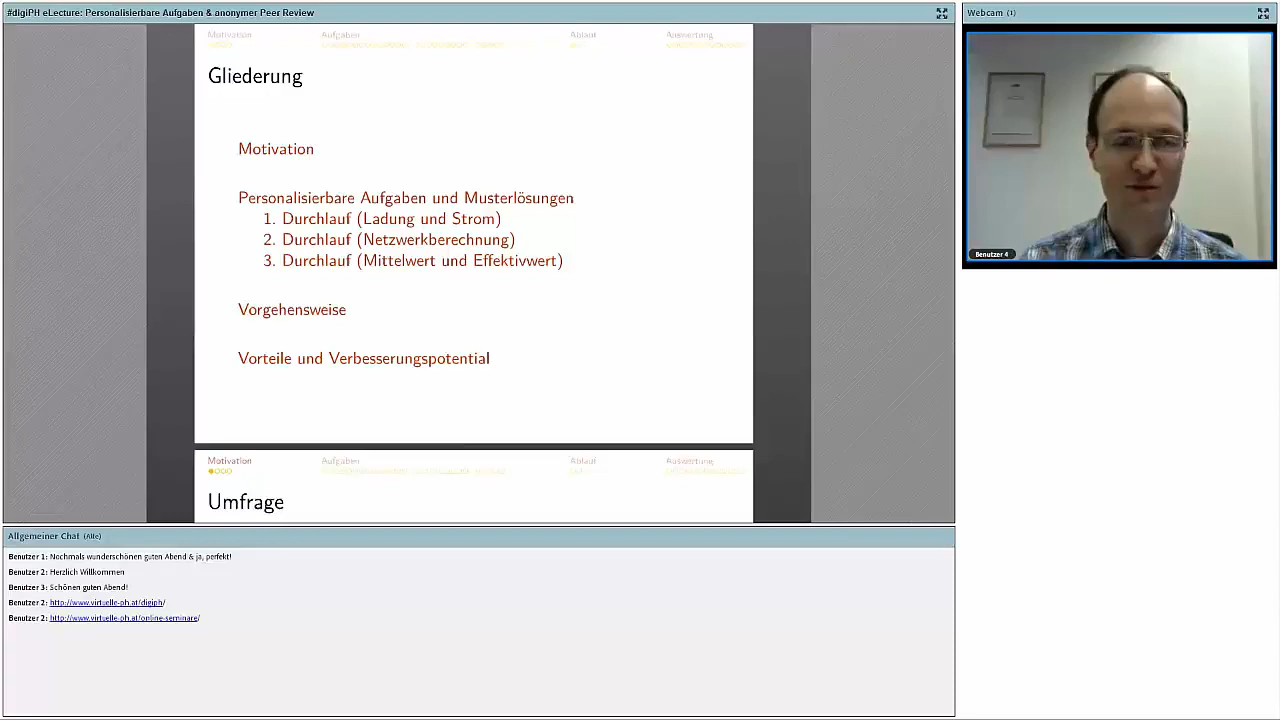 #digiPH eLecture: Personalisierbare Aufgaben & anonymer Peer Review
Motivation Aufgaben Ablauf Auswertung
Gliederung
Motivation
Personalisierbare Aufgaben und Musterlösungen
1. Durchlauf (Ladung und Strom)
2. Durchlauf (Netzwerkberechnung)
3. Durchlauf (Mittelwert und Effektivwert)
Vorgehensweise
Vorteile und Verbesserungspotential
Motivation Aufgaben Ablauf Auswertung
Umfrage
Webcam (1)
Benutzer 4
Allgemeiner Chat (Alle)
Benutzer 1: Nochmals wunderschönen guten Abend & ja, perfekt!
Benutzer 2: Herzlich Willkommen
Benutzer 3: Schönen guten Abend!
Benutzer 2: http://www.virtuelle-ph.at/digiph/
Benutzer 2: http://www.virtuelle-ph.at/online-seminare/